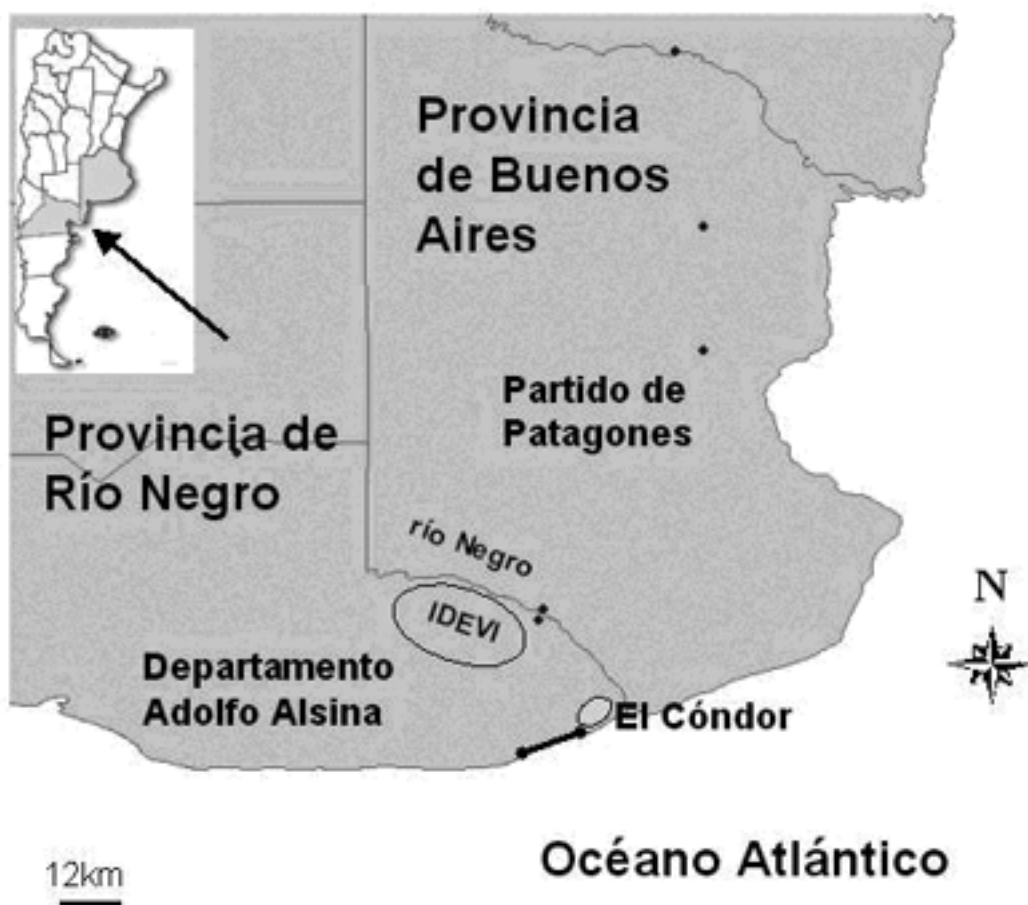 Provincia
de Buenos
Aires
Partido de
Patagones
Provincia de
Río Negro
río Negro
IDEVI
N
Departamento
Adolfo Alsina
El Cóndor
12km
Océano Atlántico